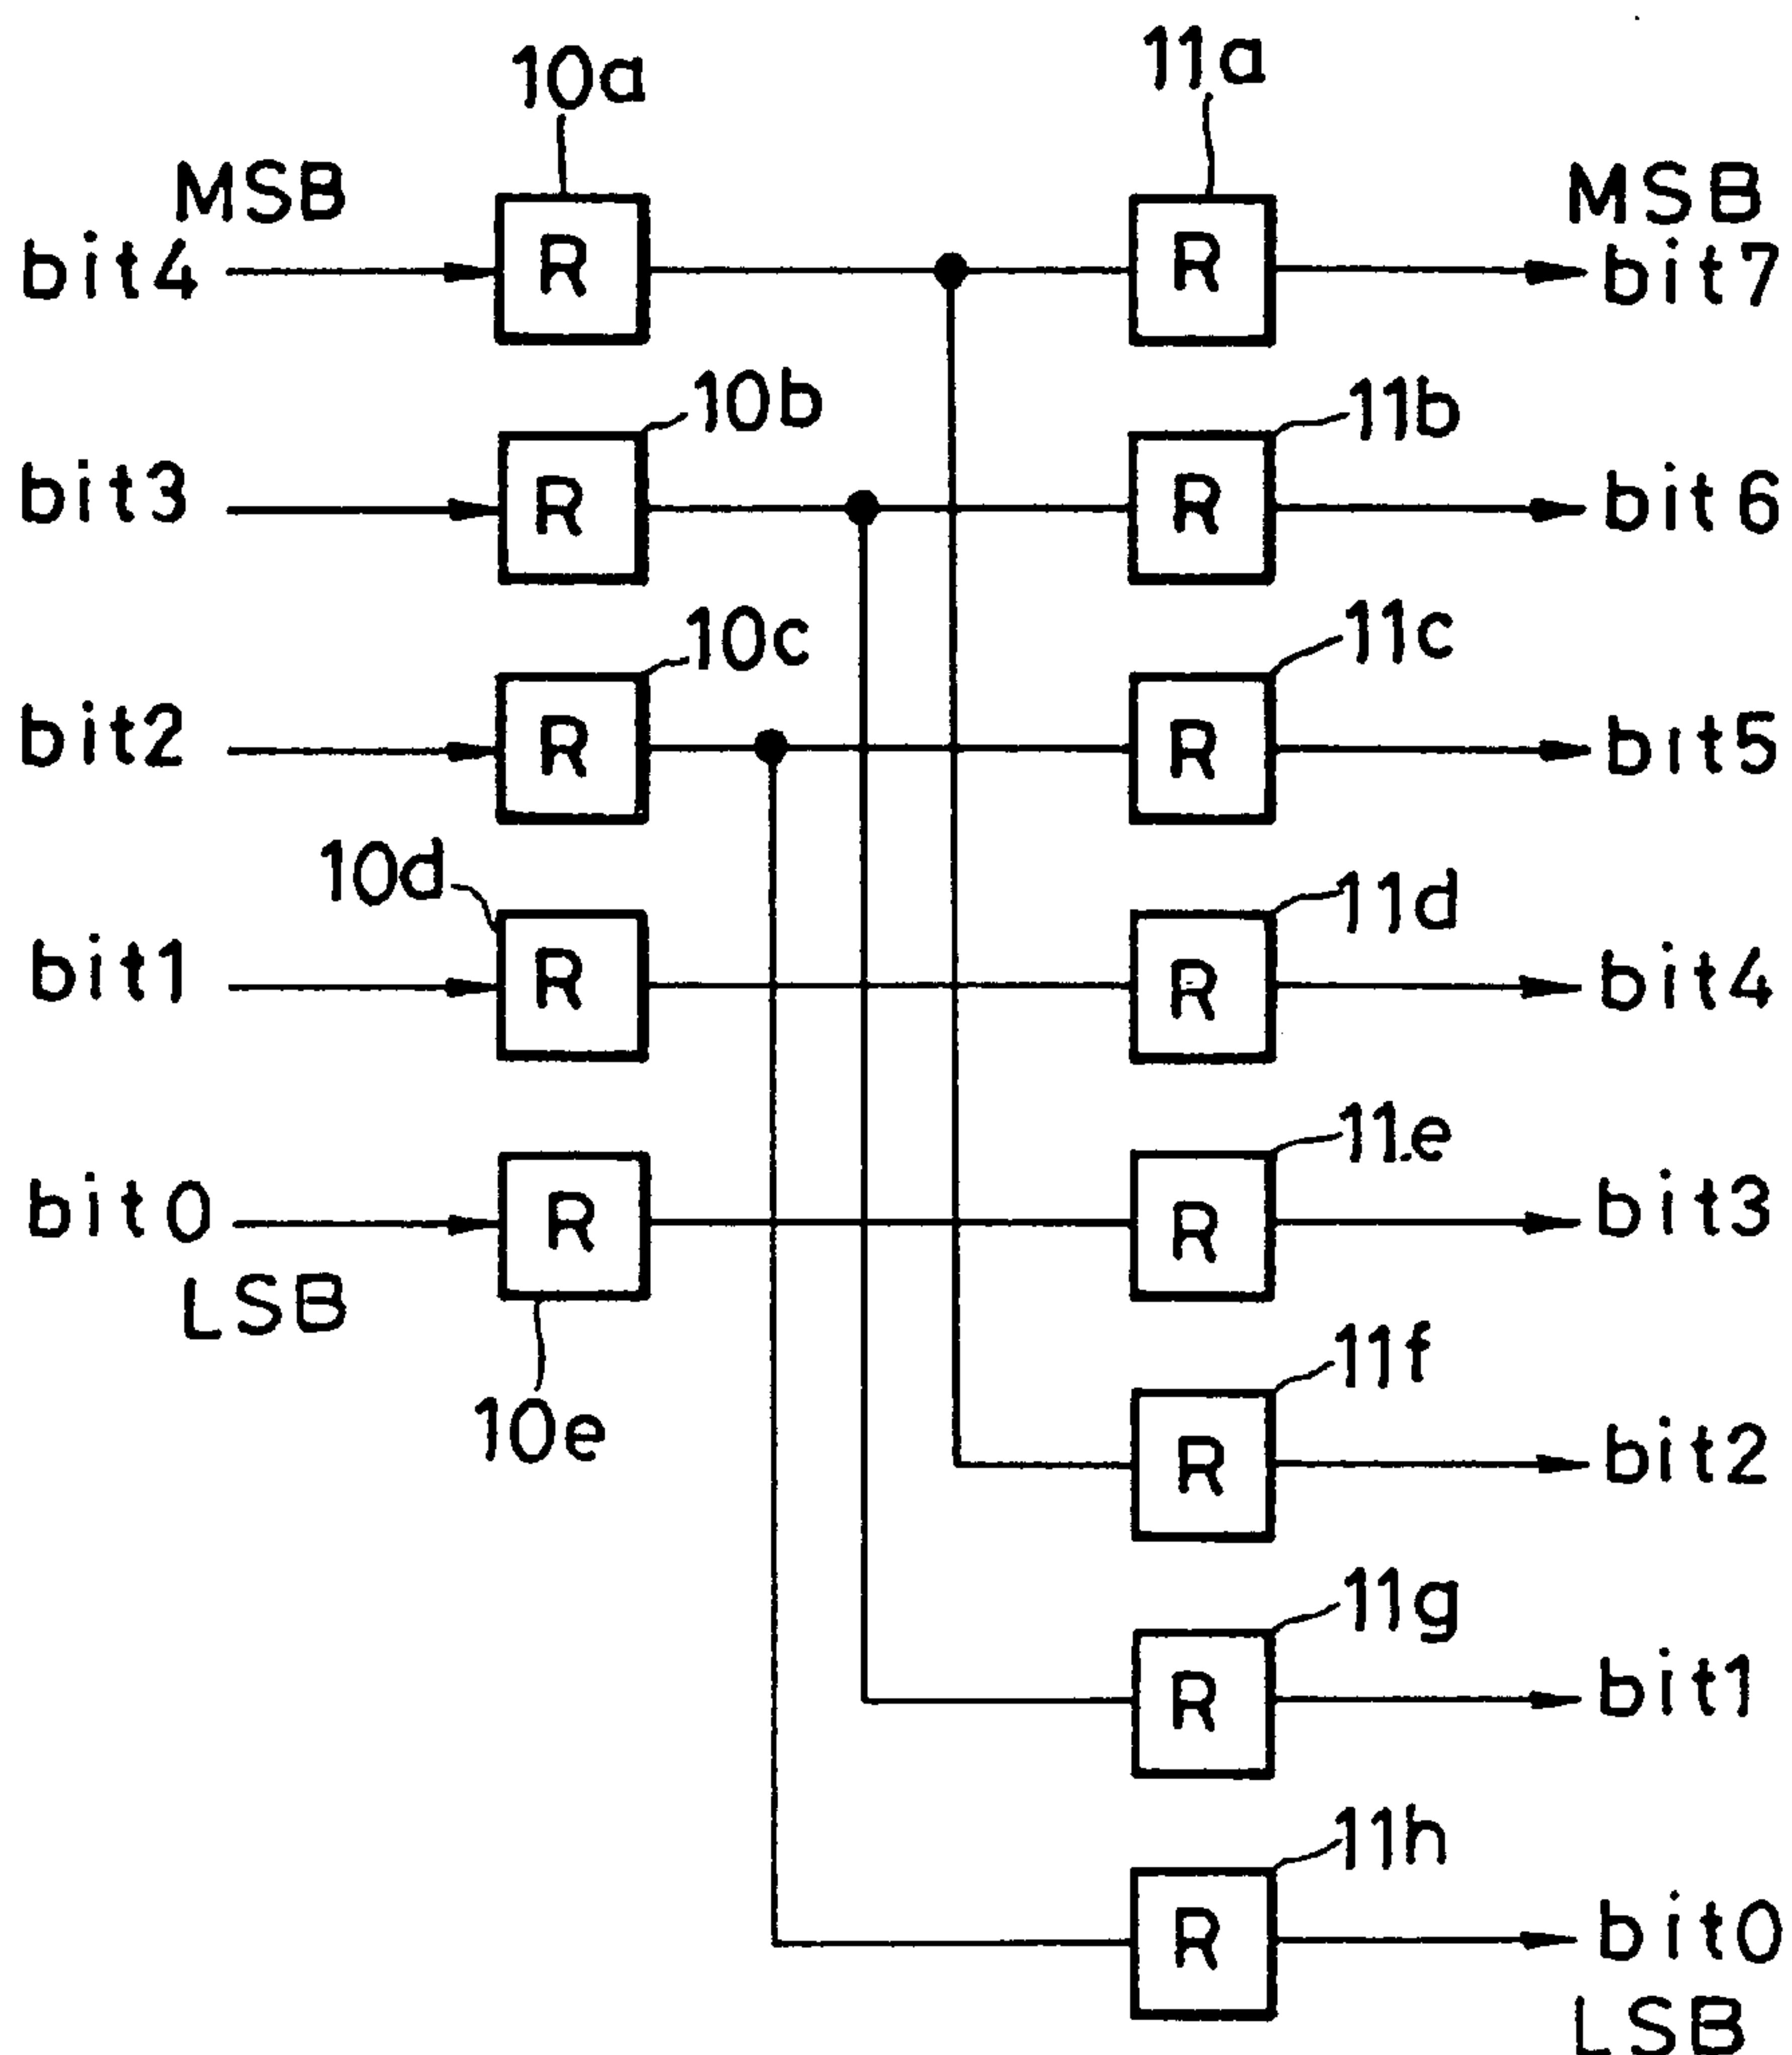 10a 11a
MSB MSB
bit4 R R bit7
10b 11b
bit3 R R bit6
10c 11c
bit2 R R bit5
10d 11d
bit1 R R bit4
11e
bit0 R R bit3
LSB
11f
10e
R bit2
11g
R bit1
11h
R bit0
LSB